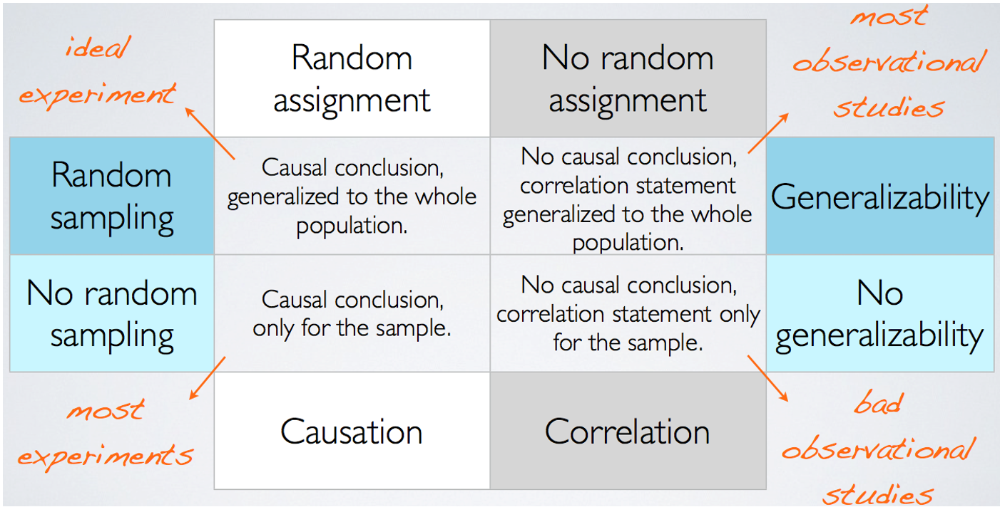 ideal
experiment
Random
assignment
No random
assignment
most
observational
studies
Random
sampling
Causal conclusion,
generalized to the whole
population.
No causal conclusion,
correlation statement
generalized to the whole
population.
Generalizability
No random
sampling
Causal conclusion,
only for the sample.
No causal conclusion,
correlation statement only
for the sample.
No
generalizability
most
experiments
Causation
Correlation
bad
observational
studies